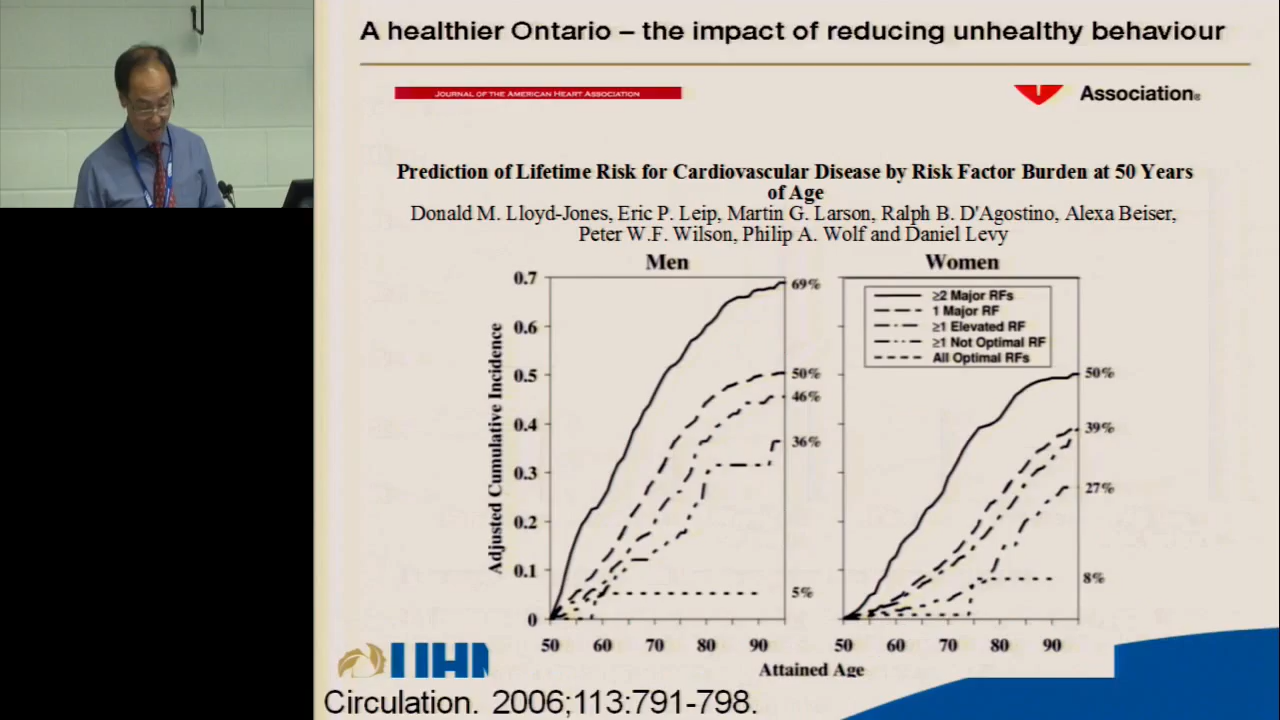 A healthier Ontario – the impact of reducing unhealthy behaviour
JOURNAL OF THE AMERICAN HEART ASSOCIATION
Association®
Prediction of Lifetime Risk for Cardiovascular Disease by Risk Factor Burden at 50 Years
of Age
Donald M. Lloyd-Jones, Eric P. Leip, Martin G. Larson, Ralph B. D'Agostino, Alexa Beiser,
Peter W.F. Wilson, Philip A. Wolf and Daniel Levy
Men
Women
Adjusted Cumulative Incidence
0.7
0.6
0.5
0.4
0.3
0.2
0.1
0
69%
50%
46%
36%
5%
≥2 Major RFs
1 Major RF
≥1 Elevated RF
≥1 Not Optimal RF
All Optimal RFs
50%
39%
27%
8%
50 60 70 80 90
50 60 70 80 90
Attained Age
Circulation. 2006;113:791-798.